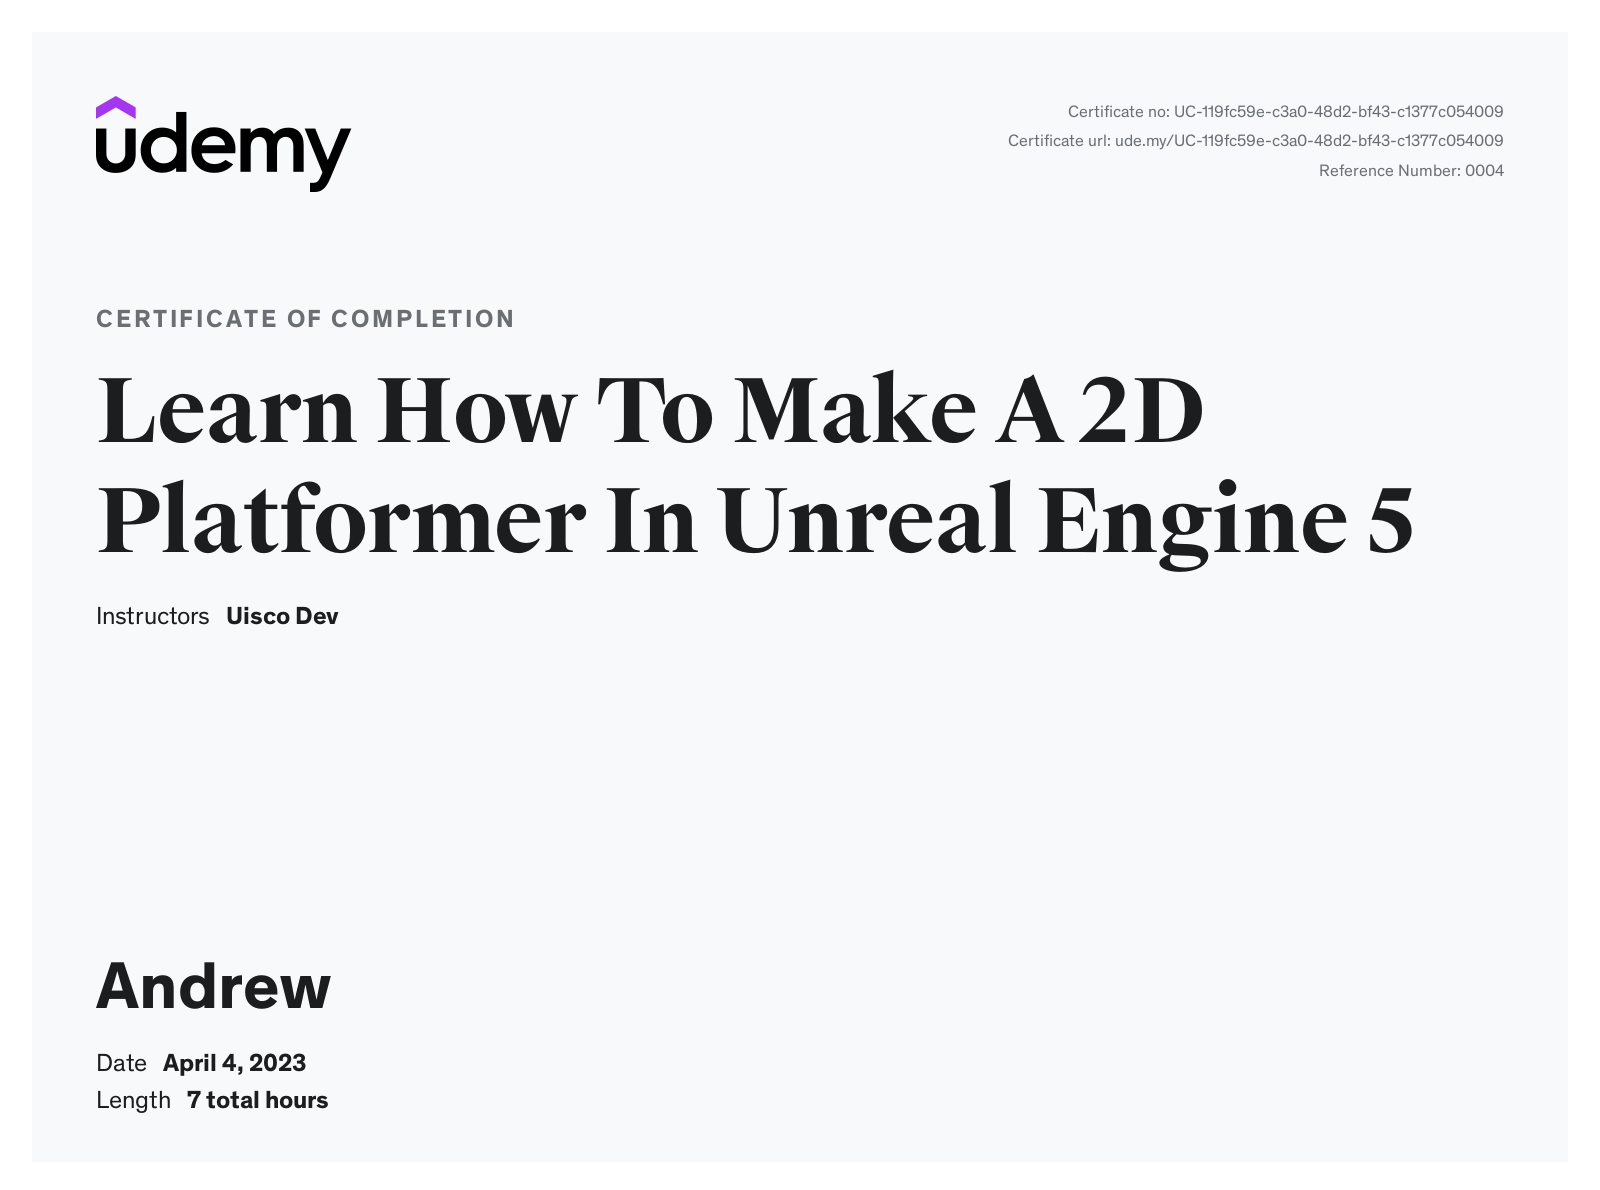 udemy
Certificate no: UC-119fc59e-c3a0-48d2-bf43-c1377c054009
Certificate url: ude.my/UC-119fc59e-c3a0-48d2-bf43-c1377c054009
Reference Number: 0004
CERTIFICATE OF COMPLETION
Learn How To Make A 2D
Platformer In Unreal Engine 5
Instructors Uisco Dev
Andrew
Date April 4, 2023
Length 7 total hours